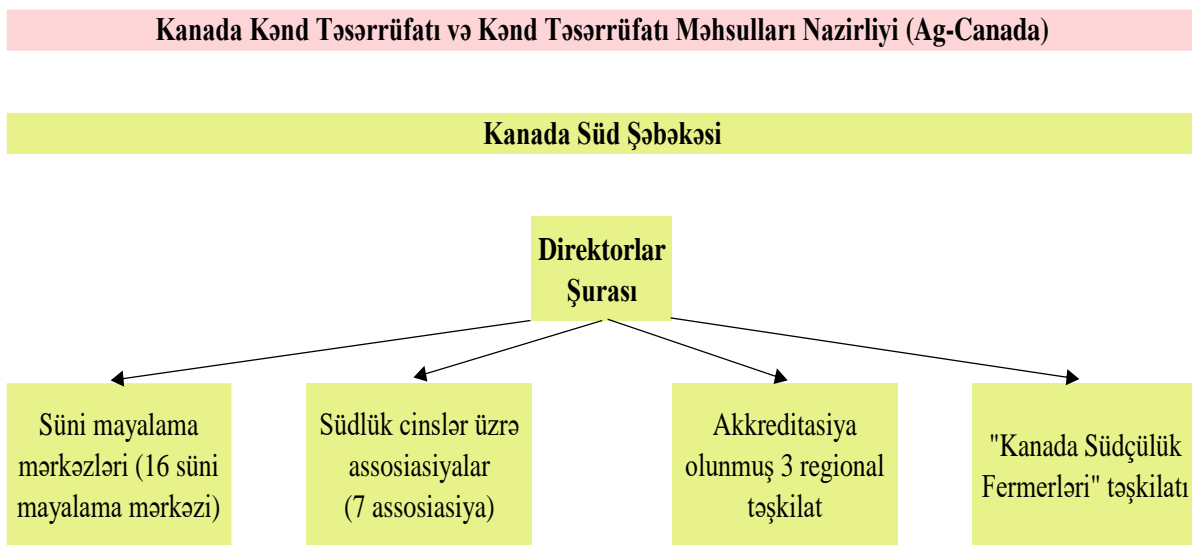 Kanada Kənd Təsərrüfatı və Kənd Təsərrüfatı Məhsulları Nazirliyi (Ag-Canada)
Kanada Süd Şəbəkəsi
Direktorlar
Şurası
Süni mayalama
mərkəzləri (16 süni
mayalama mərkəzi)
Südlük cinslər üzrə
assosiasiyalar
(7 assosiasiya)
Akkreditasiya
olunmuş 3 regional
təşkilat
"Kanada Südçülük
Fermerləri" təşkilatı